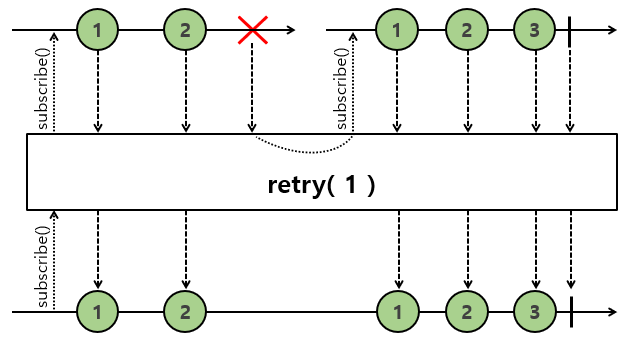 1 2 1 2 3
subscribe() subscribe()
retry( 1 )
subscribe()
1 2 1 2 3